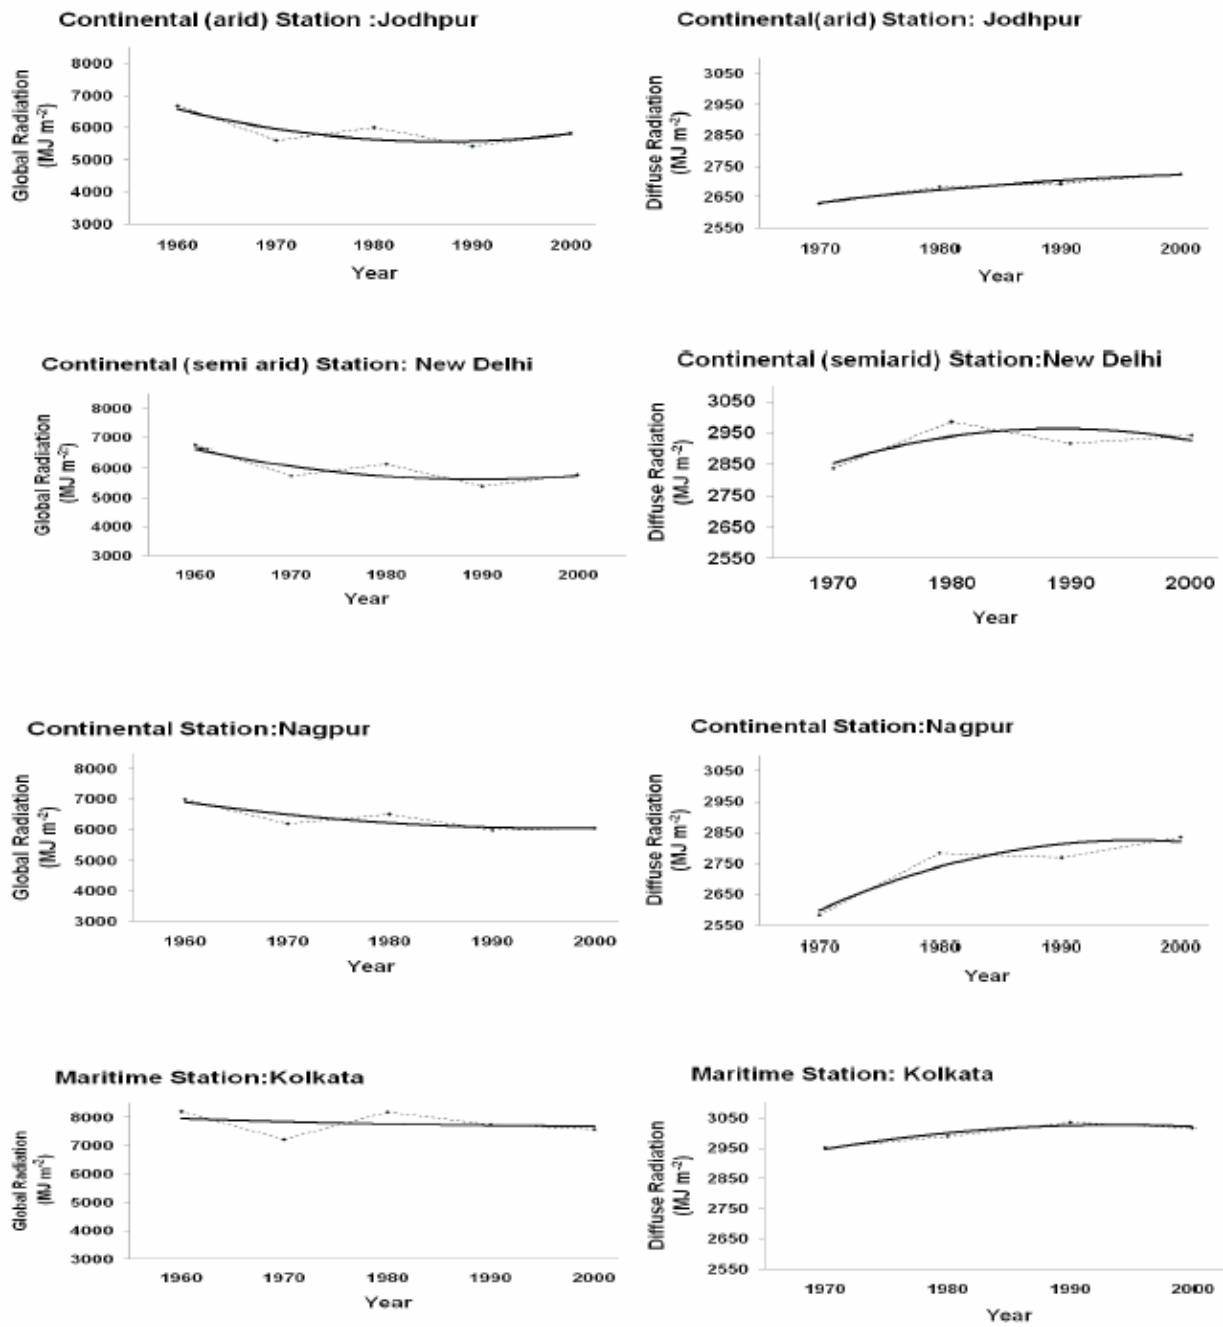 Continental (arid) Station :Jodhpur
Global Radiation
(MJ m-2)
8000
7000
6000
5000
4000
3000
1960 1970 1980 1990 2000
Year
Continental(arid) Station: Jodhpur
Diffuse Radiation
(MJ m-2)
3050
2950
2850
2750
2650
2550
1970 1980 1990 2000
Year
Continental (semi arid) Station: New Delhi
Global Radiation
(MJ m-2)
8000
7000
6000
5000
4000
3000
1960 1970 1980 1990 2000
Year
Continental (semiarid) Station:New Delhi
Diffuse Radiation
(MJ m-2)
3050
2950
2850
2750
2650
2550
1970 1980 1990 2000
Year
Continental Station:Nagpur
Global Radiation
(MJ m-2)
8000
7000
6000
5000
4000
3000
1960 1970 1980 1990 2000
Year
Continental Station:Nagpur
Diffuse Radiation
(MJ m-2)
3050
2950
2850
2750
2650
2550
1970 1980 1990 2000
Year
Maritime Station:Kolkata
Global Radiation
(MJ m-2)
8000
7000
6000
5000
4000
3000
1960 1970 1980 1990 2000
Year
Maritime Station: Kolkata
Diffuse Radiation
(MJ m-2)
3050
2950
2850
2750
2650
2550
1970 1980 1990 2000
Year